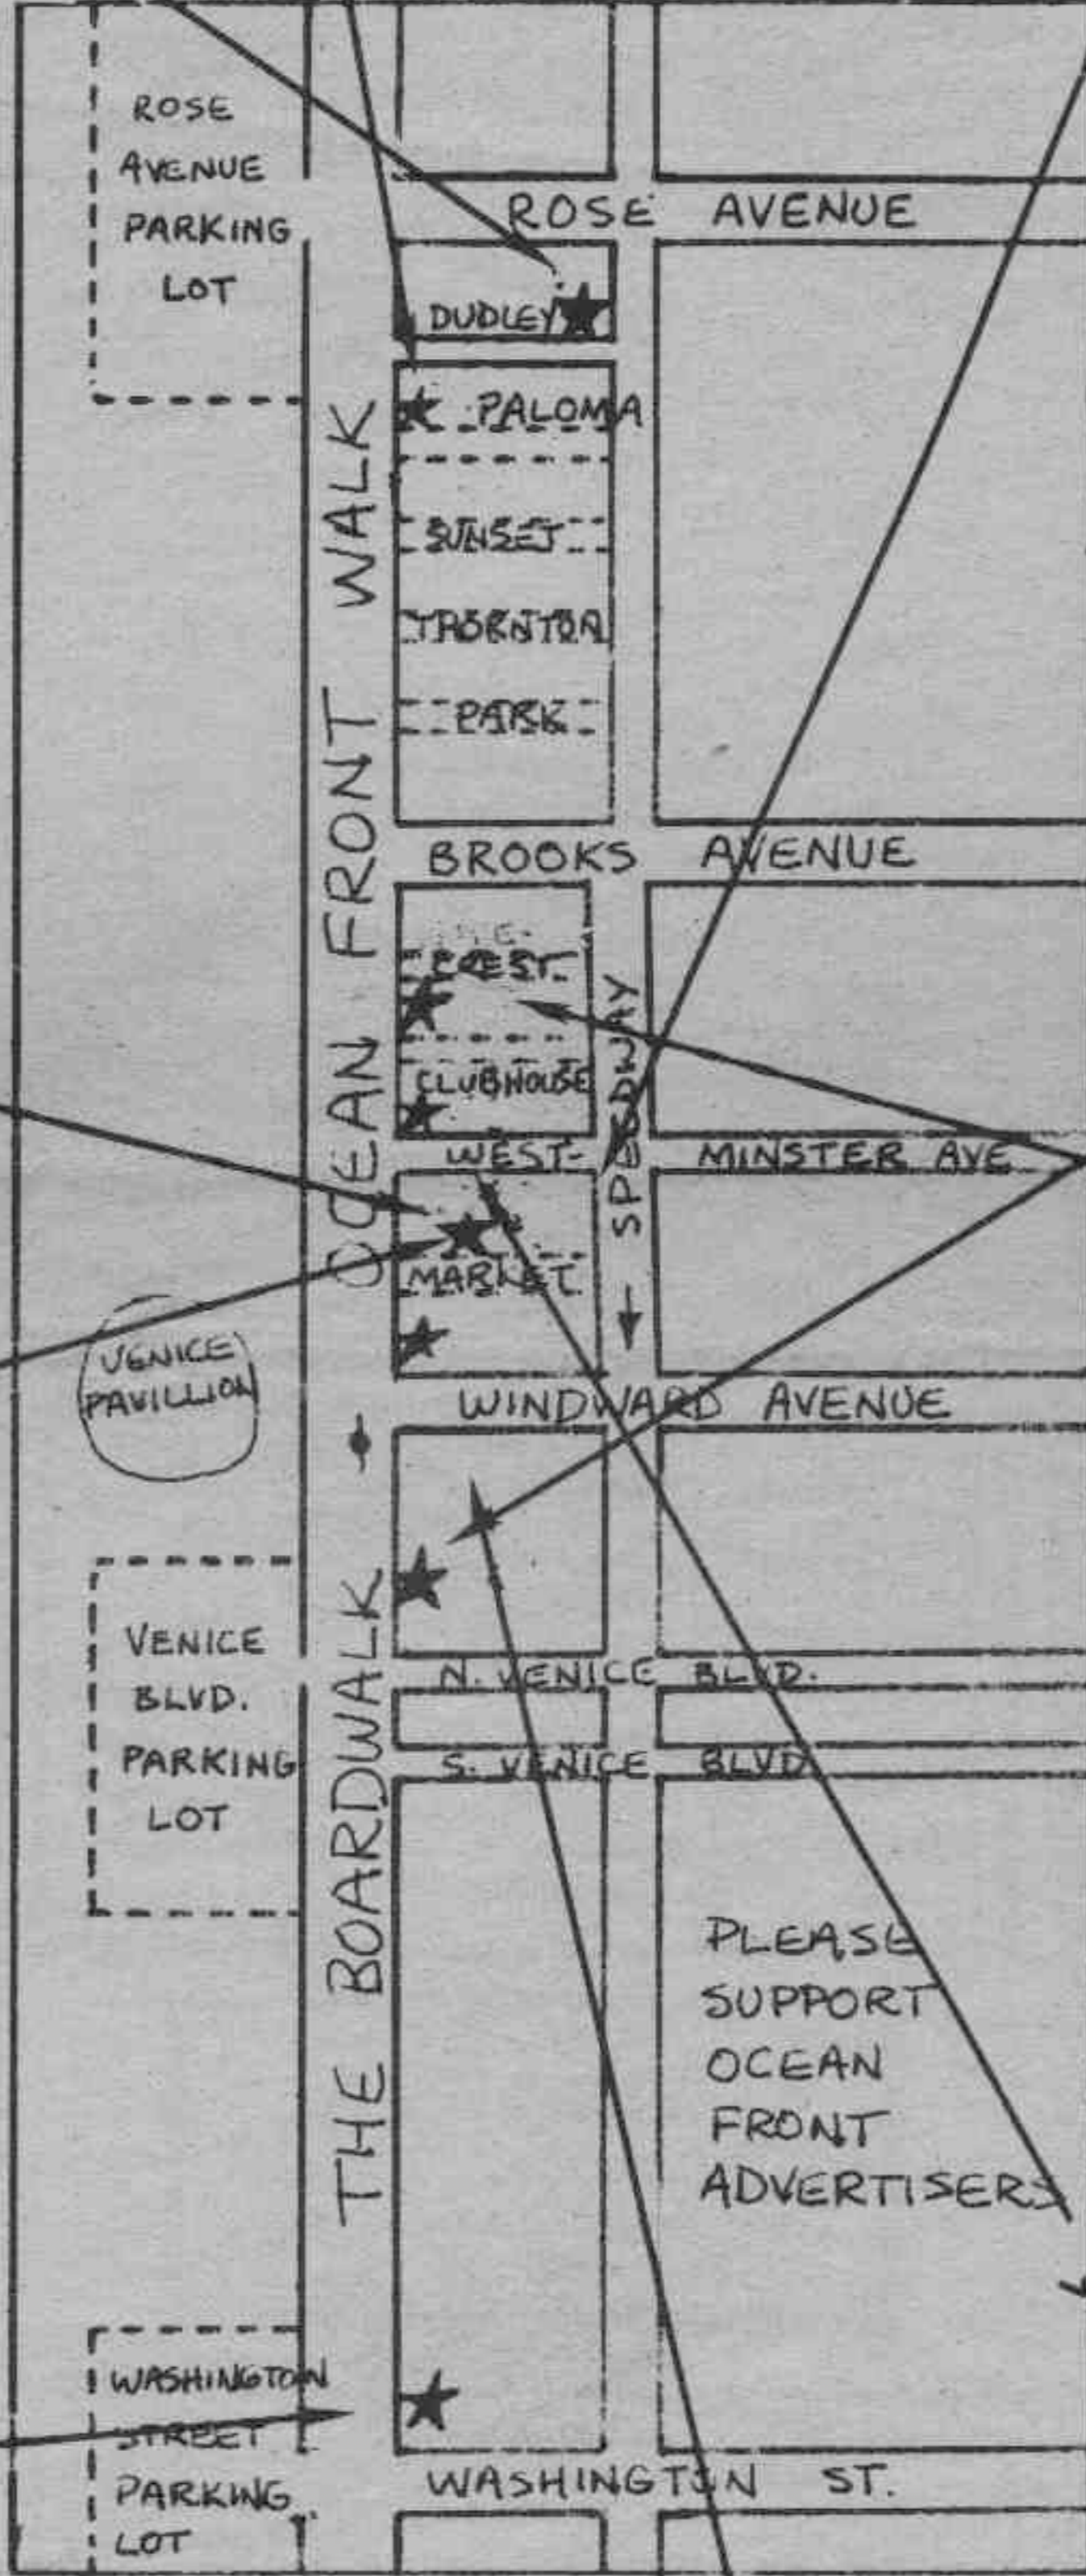 ROSE
AVENUE
PARKING
LOT
ROSE AVENUE
DUDLEY
PALOMA
SUNSET
THORNTON
PARK
OCEAN FRONT WALK
BROOKS AVENUE
CREST
CLUBHOUSE
SPEEDWAY
WEST- MINSTER AVE
MARKET
VENICE
PAVILLION
WINDWARD AVENUE
VENICE
BLVD.
PARKING
LOT
THE BOARDWALK
N. VENICE BLVD.
S. VENICE BLVD
PLEASE
SUPPORT
OCEAN
FRONT
ADVERTISERS
WASHINGTON
STREET
PARKING
LOT
WASHINGTON ST.